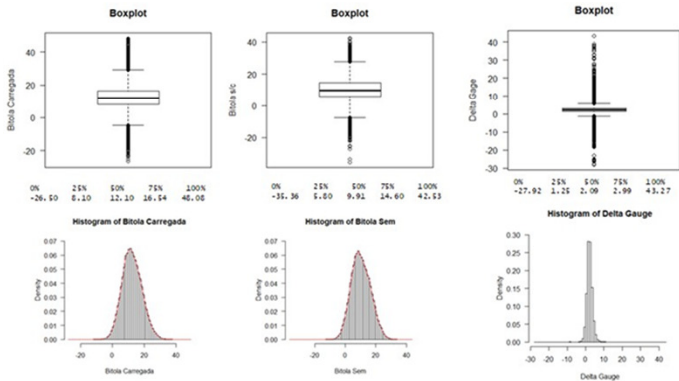 Boxplot
Bitola Carregada
40
20
0
-20
0% 25% 50% 75% 100%
-26.50 8.10 12.10 16.54 48.08
Boxplot
Bitola s/c
40
20
0
-20
0% 25% 50% 75% 100%
-35.36 5.80 9.91 14.60 42.53
Boxplot
Delta Gage
40
30
20
10
0
-10
-20
-30
0% 25% 50% 75% 100%
-27.92 1.25 2.09 2.99 43.27
Histogram of Bitola Carregada
Density
0.07
0.06
0.05
0.04
0.03
0.02
0.01
0.00
-20 0 20 40
Bitola Carregada
Histogram of Bitola Sem
Density
0.07
0.06
0.05
0.04
0.03
0.02
0.01
0.00
-20 0 20 40
Bitola Sem
Histogram of Delta Gauge
Density
0.30
0.25
0.20
0.15
0.10
0.05
0.00
-30 -20 -10 0 10 20 30 40
Delta Gauge